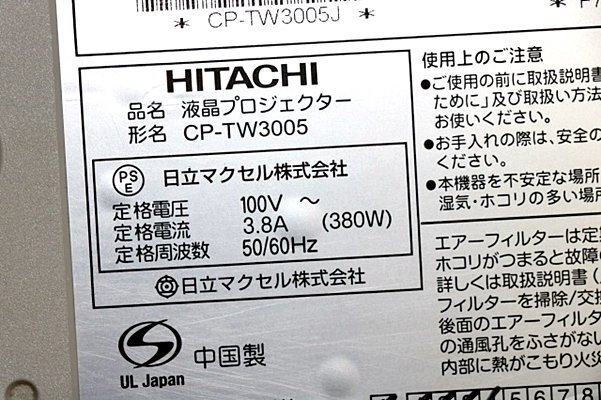 * CP-TW3005J *
HITACHI
品名 液晶プロジェクター
形名 CP-TW3005
PS
E
日立マクセル株式会社
定格電圧 100V ～
定格電流 3.8A (380W)
定格周波数 50/60Hz
日立マクセル株式会社
UL Japan
中国製
使用上のご注意
●ご使用の前に取扱説明書
ために」及び取扱い方法
お使いください。
●お手入れの際は、安全の
ください。
●本機器を不安定な場所
湿気・ホコリの多い場所
エアーフィルターは定期
ホコリがつまると故障の
詳しくは取扱説明書(
フィルターを掃除/交換
後面のエアーフィルタ
の通風孔をふさがない
内部に熱がこもり火災
5 6 7 8